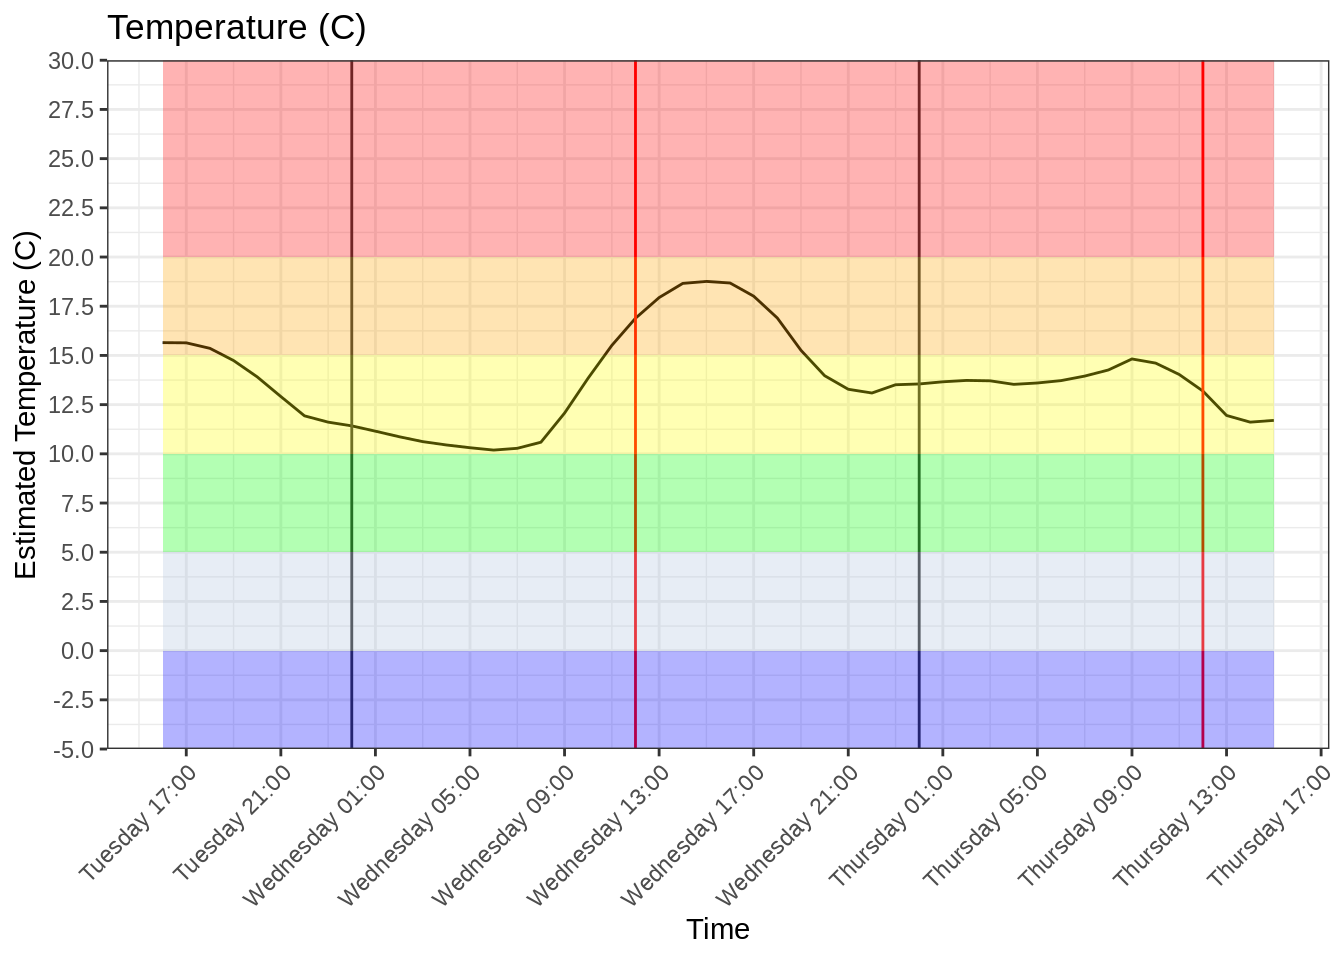 Temperature (C)
Estimated Temperature (C)
30.0
27.5
25.0
22.5
20.0
17.5
15.0
12.5
10.0
7.5
5.0
2.5
0.0
-2.5
-5.0
Tuesday 17:00
Tuesday 21:00
Wednesday 01:00
Wednesday 05:00
Wednesday 09:00
Wednesday 13:00
Wednesday 17:00
Wednesday 21:00
Thursday 01:00
Thursday 05:00
Thursday 09:00
Thursday 13:00
Thursday 17:00
Time